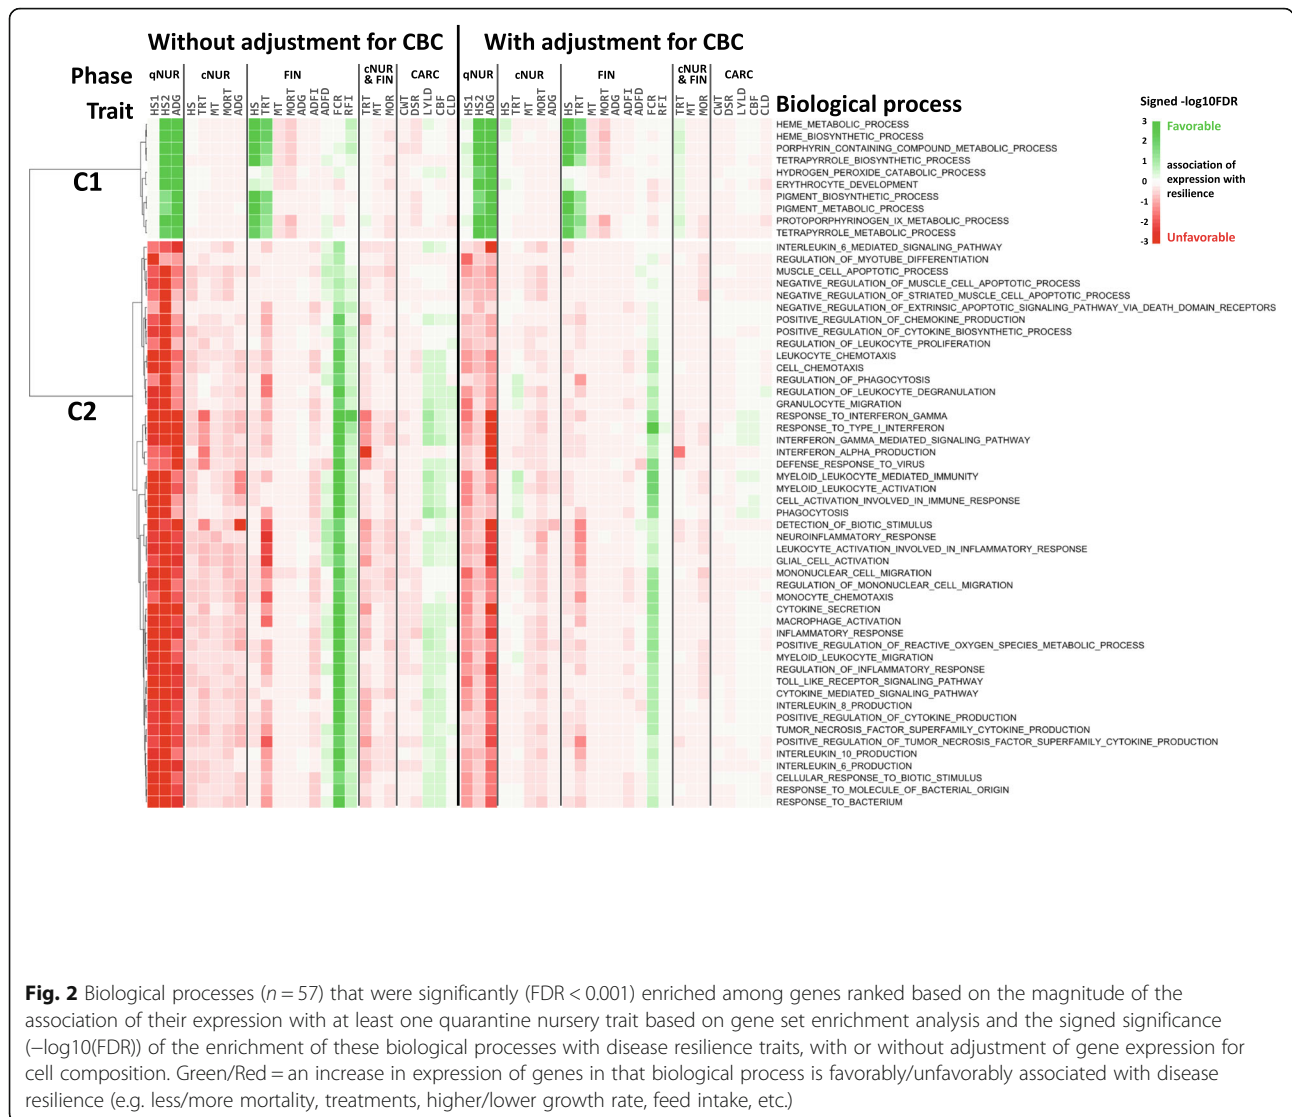 Without adjustment for CBC With adjustment for CBC
Phase qNUR cNUR FIN cNUR & FIN CARC qNUR cNUR FIN cNUR & FIN CARC
Trait HS1 HS2 ADG HS TRT MT MORT ADG HS TRT MT MORT ADG ADFI ADFD FCR RFI TRT MT MOR CWT DSR LYLD CBF CLD HS1 HS2 ADG HS TRT MT MORT ADG HS TRT MT MORT ADG ADFI ADFD FCR RFI TRT MT MOR CWT DSR LYLD CBF CLD Biological process
Signed -log10FDR
3 Favorable
2
1
0
-1
-2
-3 Unfavorable
association of
expression with
resilience
C1
C2
HEME_METABOLIC_PROCESS
HEME_BIOSYNTHETIC_PROCESS
PORPHYRIN_CONTAINING_COMPOUND_METABOLIC_PROCESS
TETRAPYRROLE_BIOSYNTHETIC_PROCESS
HYDROGEN_PEROXIDE_CATABOLIC_PROCESS
ERYTHROCYTE_DEVELOPMENT
PIGMENT_BIOSYNTHETIC_PROCESS
PIGMENT_METABOLIC_PROCESS
PROTOPORPHYRINOGEN_IX_METABOLIC_PROCESS
TETRAPYRROLE_METABOLIC_PROCESS
INTERLEUKIN_6_MEDIATED_SIGNALING_PATHWAY
REGULATION_OF_MYOTUBE_DIFFERENTIATION
MUSCLE_CELL_APOPTOTIC_PROCESS
NEGATIVE_REGULATION_OF_MUSCLE_CELL_APOPTOTIC_PROCESS
NEGATIVE_REGULATION_OF_STRIATED_MUSCLE_CELL_APOPTOTIC_PROCESS
NEGATIVE_REGULATION_OF_EXTRINSIC_APOPTOTIC_SIGNALING_PATHWAY_VIA_DEATH_DOMAIN_RECEPTORS
POSITIVE_REGULATION_OF_CHEMOKINE_PRODUCTION
POSITIVE_REGULATION_OF_CYTOKINE_BIOSYNTHETIC_PROCESS
REGULATION_OF_LEUKOCYTE_PROLIFERATION
LEUKOCYTE_CHEMOTAXIS
CELL_CHEMOTAXIS
REGULATION_OF_PHAGOCYTOSIS
REGULATION_OF_LEUKOCYTE_DEGRANULATION
GRANULOCYTE_MIGRATION
RESPONSE_TO_INTERFERON_GAMMA
RESPONSE_TO_TYPE_I_INTERFERON
INTERFERON_GAMMA_MEDIATED_SIGNALING_PATHWAY
INTERFERON_ALPHA_PRODUCTION
DEFENSE_RESPONSE_TO_VIRUS
MYELOID_LEUKOCYTE_MEDIATED_IMMUNITY
MYELOID_LEUKOCYTE_ACTIVATION
CELL_ACTIVATION_INVOLVED_IN_IMMUNE_RESPONSE
PHAGOCYTOSIS
DETECTION_OF_BIOTIC_STIMULUS
NEUROINFLAMMATORY_RESPONSE
LEUKOCYTE_ACTIVATION_INVOLVED_IN_INFLAMMATORY_RESPONSE
GLIAL_CELL_ACTIVATION
MONONUCLEAR_CELL_MIGRATION
REGULATION_OF_MONONUCLEAR_CELL_MIGRATION
MONOCYTE_CHEMOTAXIS
CYTOKINE_SECRETION
MACROPHAGE_ACTIVATION
INFLAMMATORY_RESPONSE
POSITIVE_REGULATION_OF_REACTIVE_OXYGEN_SPECIES_METABOLIC_PROCESS
MYELOID_LEUKOCYTE_MIGRATION
REGULATION_OF_INFLAMMATORY_RESPONSE
TOLL_LIKE_RECEPTOR_SIGNALING_PATHWAY
CYTOKINE_MEDIATED_SIGNALING_PATHWAY
INTERLEUKIN_8_PRODUCTION
POSITIVE_REGULATION_OF_CYTOKINE_PRODUCTION
TUMOR_NECROSIS_FACTOR_SUPERFAMILY_CYTOKINE_PRODUCTION
POSITIVE_REGULATION_OF_TUMOR_NECROSIS_FACTOR_SUPERFAMILY_CYTOKINE_PRODUCTION
INTERLEUKIN_10_PRODUCTION
INTERLEUKIN_6_PRODUCTION
CELLULAR_RESPONSE_TO_BIOTIC_STIMULUS
RESPONSE_TO_MOLECULE_OF_BACTERIAL_ORIGIN
RESPONSE_TO_BACTERIUM
Fig. 2 Biological processes (n = 57) that were significantly (FDR < 0.001) enriched among genes ranked based on the magnitude of the
association of their expression with at least one quarantine nursery trait based on gene set enrichment analysis and the signed significance
(−log10(FDR)) of the enrichment of these biological processes with disease resilience traits, with or without adjustment of gene expression for
cell composition. Green/Red = an increase in expression of genes in that biological process is favorably/unfavorably associated with disease
resilience (e.g. less/more mortality, treatments, higher/lower growth rate, feed intake, etc.)